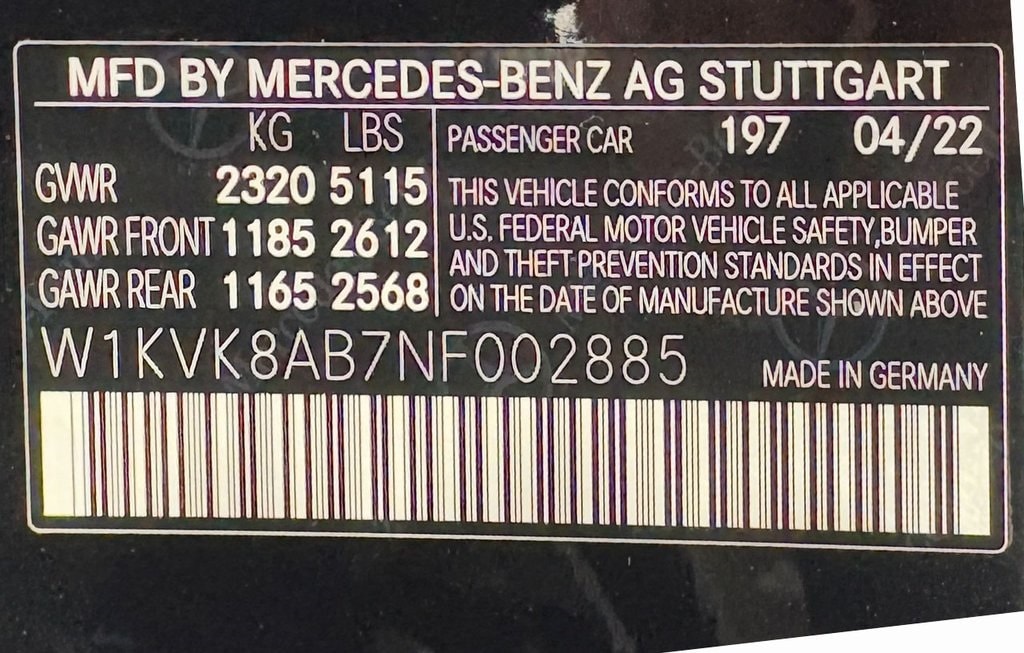 MFD BY MERCEDES-BENZ AG STUTTGART
KG LBS
GVWR 2320 5115
GAWR FRONT 1185 2612
GAWR REAR 1165 2568
PASSENGER CAR 197 04/22
THIS VEHICLE CONFORMS TO ALL APPLICABLE
U.S. FEDERAL MOTOR VEHICLE SAFETY,BUMPER
AND THEFT PREVENTION STANDARDS IN EFFECT
ON THE DATE OF MANUFACTURE SHOWN ABOVE
W1KVK8AB7NF002885
MADE IN GERMANY